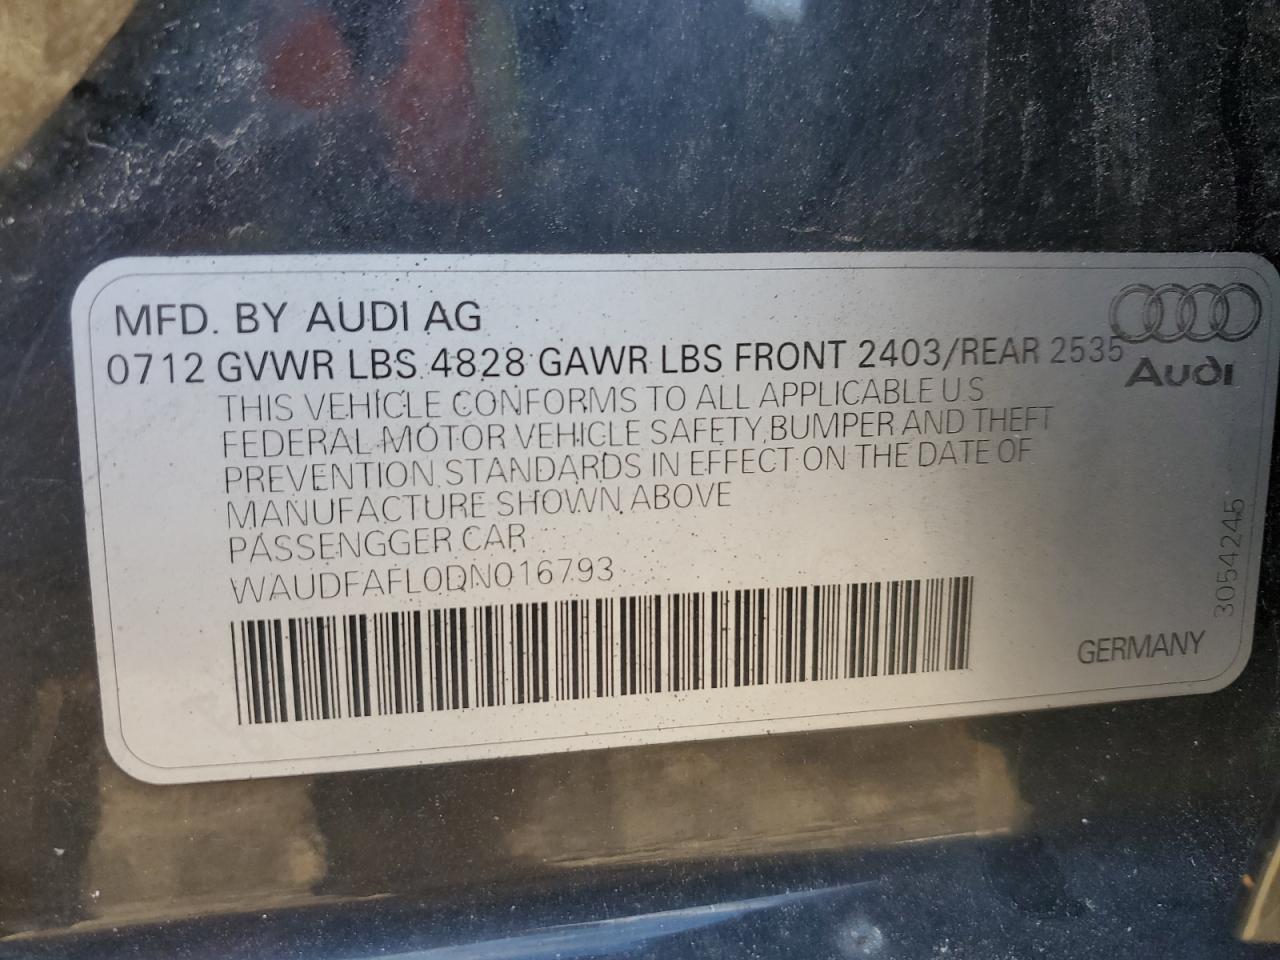 MFD. BY AUDI AG
0712 GVWR LBS 4828 GAWR LBS FRONT 2403/REAR 2535
Audi
THIS VEHICLE CONFORMS TO ALL APPLICABLE U.S
FEDERAL MOTOR VEHICLE SAFETY, BUMPER AND THEFT
PREVENTION STANDARDS IN EFFECT ON THE DATE OF
MANUFACTURE SHOWN ABOVE
PASSENGGER CAR
WAUDFAFL0DN016793
GERMANY
3054245